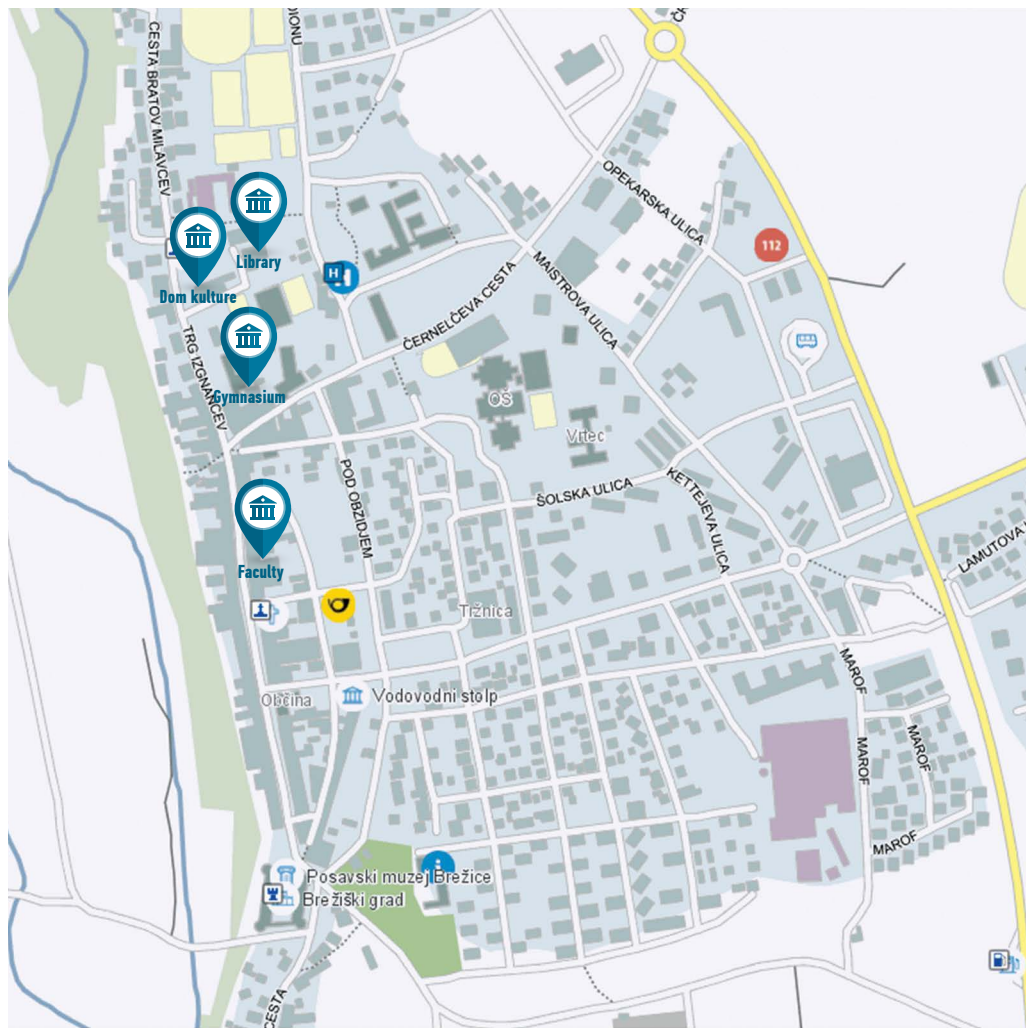 CESTA BRATOV MILAVCEV
DIONU
OPEKARSKA ULICA
112
Library
H
Dom kulture
MAISTROVA ULICA
ČERNELČEVA CESTA
TRG IZGNANCEV
Gymnasium
OŠ
Vrtec
POD OBZIDJEM
ŠOLSKA ULICA
KETTEJEVA ULICA
Faculty
LAMUTOVA
Tržnica
Občina
Vodovodni stolp
MAROF
MAROF
MAROF
MAROF
Posavski muzej Brežice
Brežiški grad
CESTA